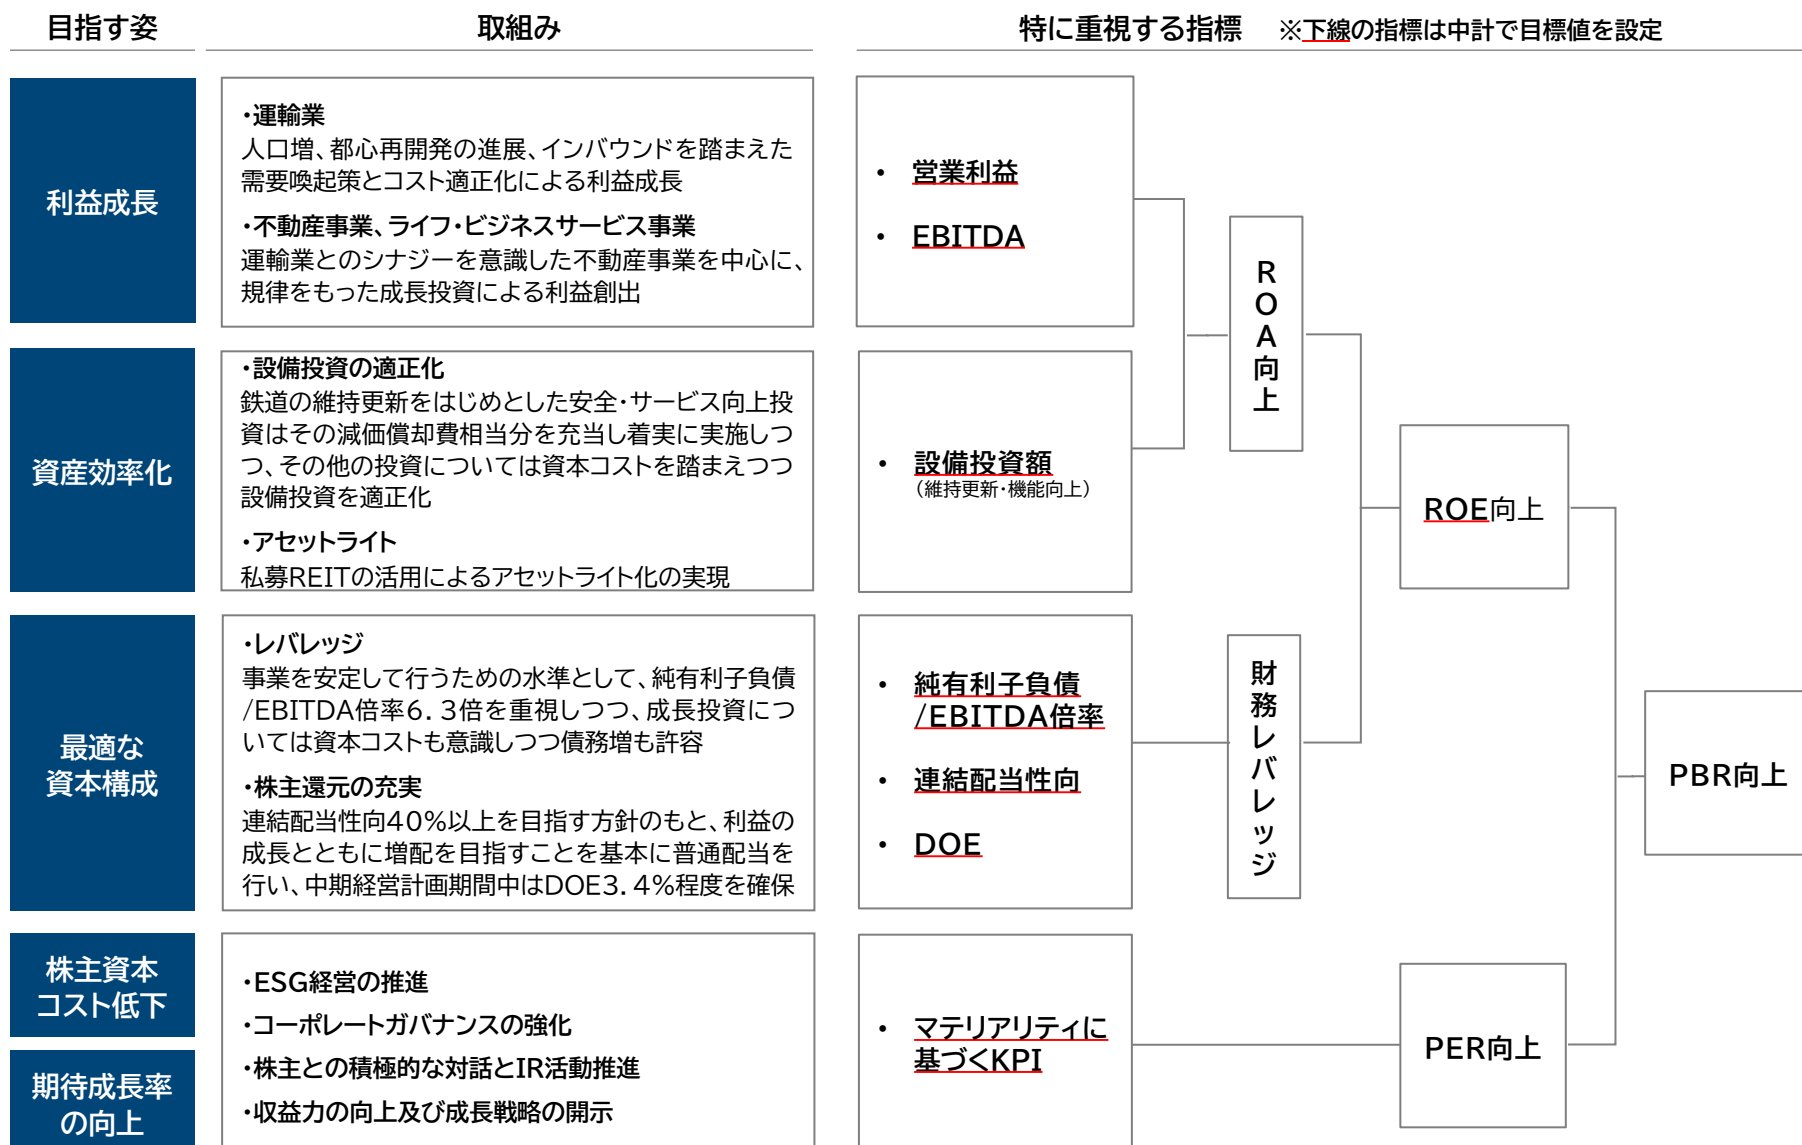 目指す姿
取組み
特に重視する指標 ※下線の指標は中計で目標値を設定
利益成長
・運輸業
人口増、都心再開発の進展、インバウンドを踏まえた
需要喚起策とコスト適正化による利益成長
・不動産事業、ライフ・ビジネスサービス事業
運輸業とのシナジーを意識した不動産事業を中心に、
規律をもった成長投資による利益創出
・営業利益
・EBITDA
ROA向上
資産効率化
・設備投資の適正化
鉄道の維持更新をはじめとした安全・サービス向上投
資はその減価償却費相当分を充当し着実に実施しつ
つ、その他の投資については資本コストを踏まえつつ
設備投資を適正化
・アセットライト
私募REITの活用によるアセットライト化の実現
・設備投資額
（維持更新・機能向上）
ROE向上
最適な
資本構成
・レバレッジ
事業を安定して行うための水準として、純有利子負債
/EBITDA倍率6.3倍を重視しつつ、成長投資につ
いては資本コストも意識しつつ債務増も許容
・株主還元の充実
連結配当性向40%以上を目指す方針のもと、利益の
成長とともに増配を目指すことを基本に普通配当を
行い、中期経営計画期間中はDOE3.4%程度を確保
・純有利子負債
/EBITDA倍率
・連結配当性向
・DOE
財務レバレッジ
PBR向上
株主資本
コスト低下
期待成長率
の向上
・ESG経営の推進
・コーポレートガバナンスの強化
・株主との積極的な対話とIR活動推進
・収益力の向上及び成長戦略の開示
・マテリアリティに
基づくKPI
PER向上